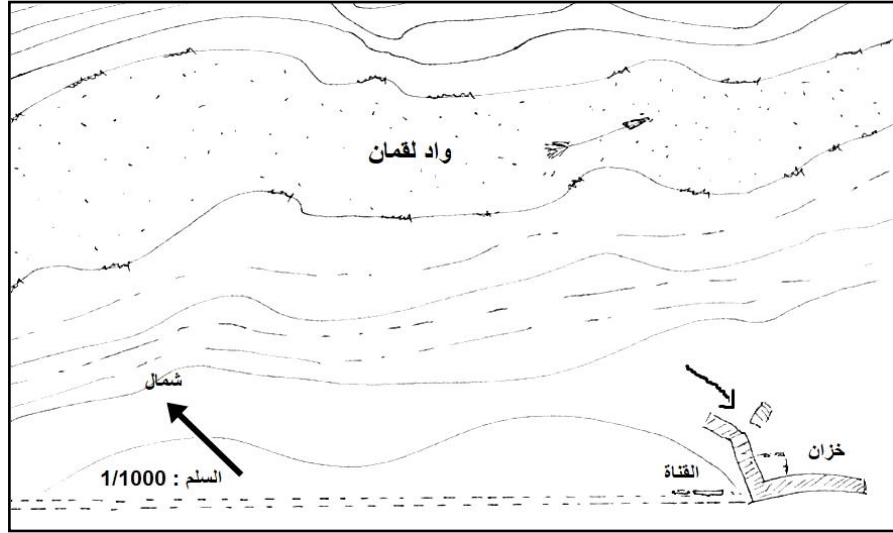 واد لقمان
شمال
السلم : 1/1000
القناة
خزان